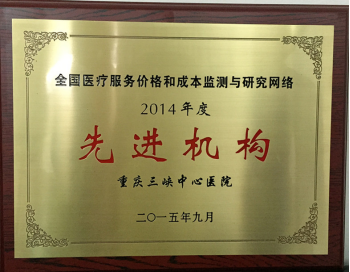 全国医疗服务价格和成本监测与研究网络
2014年度
先进机构
重庆三峡中心医院
二〇一五年九月